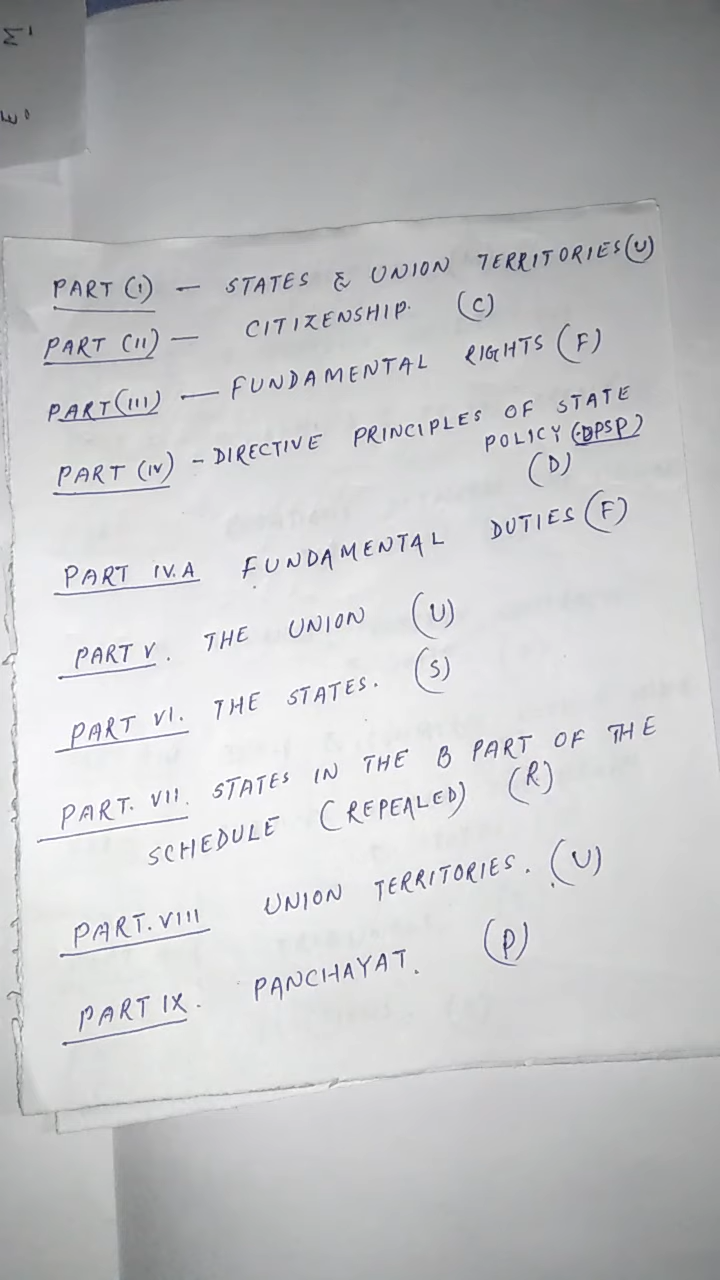 PART (I) — STATES & UNION TERRITORIES (U)
PART (II) — CITIZENSHIP. (C)
PART (III) — FUNDAMENTAL RIGHTS (F)
PART (IV) - DIRECTIVE PRINCIPLES OF STATE
POLICY (DPSP)
(D)
PART IV.A FUNDAMENTAL DUTIES (F)
PART V. THE UNION (U)
PART VI. THE STATES. (S)
PART. VII. STATES IN THE B PART OF THE
SCHEDULE (REPEALED) (R)
PART. VIII UNION TERRITORIES. (U)
PART IX. PANCHAYAT. (P)